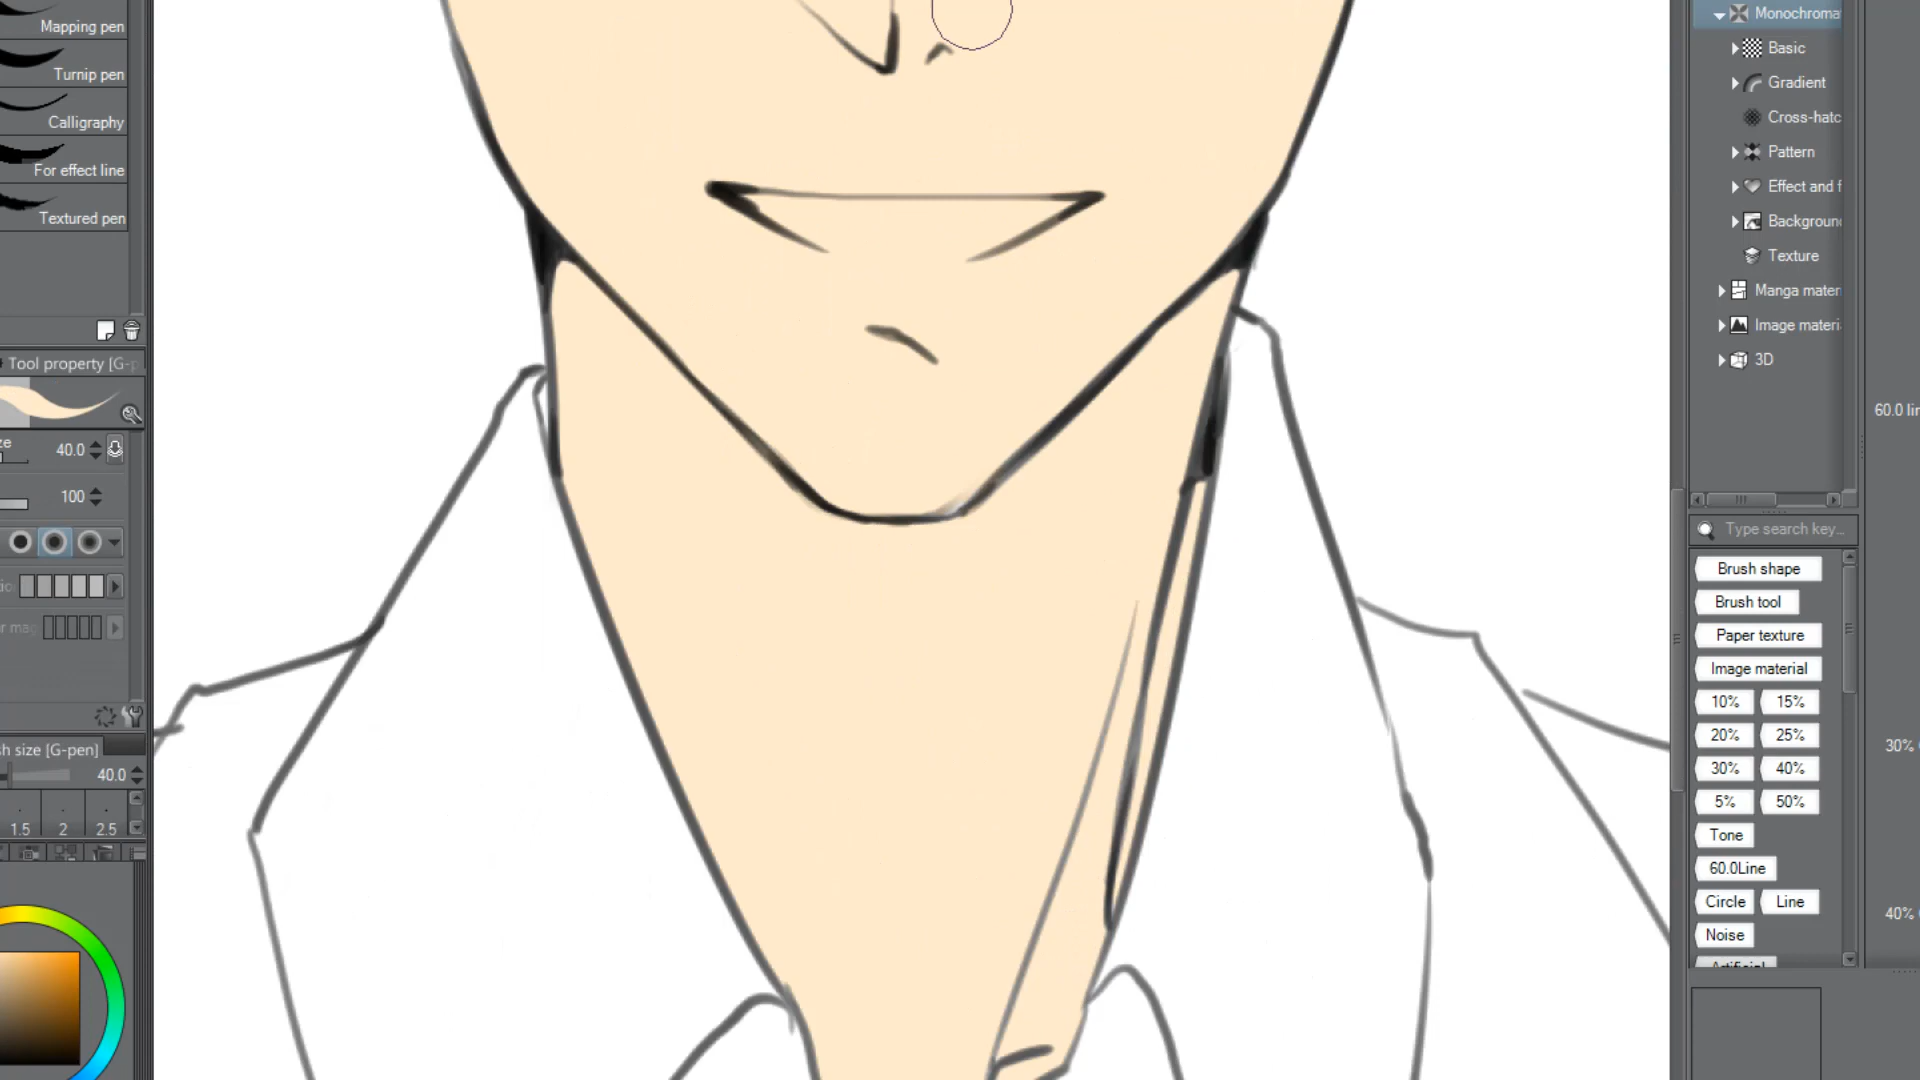 Mapping pen
Turnip pen
Calligraphy
For effect line
Textured pen
Tool property [G-p
40.0
100
sh size [G-pen]
40.0
1.5 2 2.5
Monochroma
Basic
Gradient
Cross-hatc
Pattern
Effect and f
Backgroun
Texture
Manga mater
Image materi
3D
Type search key...
Brush shape
Brush tool
Paper texture
Image material
10% 15%
20% 25%
30% 40%
5% 50%
Tone
60.0Line
Circle Line
Noise
60.0 lin
30%
40%